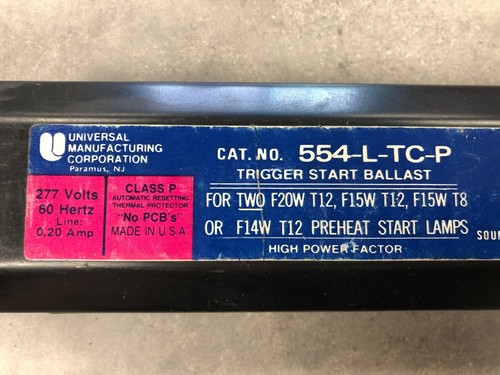 UNIVERSAL
MANUFACTURING
CORPORATION
Paramus, NJ
CAT. NO. 554-L-TC-P
TRIGGER START BALLAST
277 Volts
60 Hertz
Line:
0.20 Amp
CLASS P
AUTOMATIC RESETTING
THERMAL PROTECTOR
"No PCB's"
MADE IN U.S.A
FOR TWO F20W T12, F15W T12, F15W T8
OR F14W T12 PREHEAT START LAMPS
HIGH POWER FACTOR